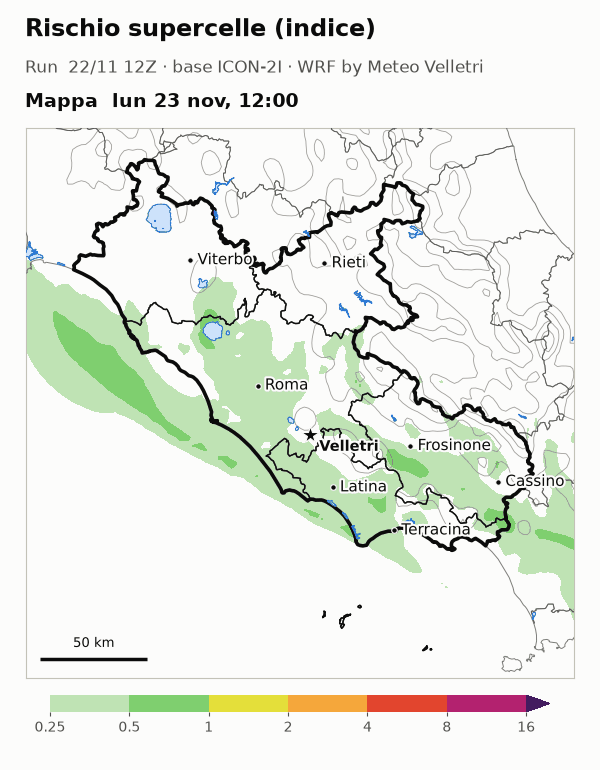 Rischio supercelle (indice)
Run  22/11 12Z · base ICON-2I · WRF by Meteo Velletri
Mappa  lun 23 nov, 12:00
Viterbo
Rieti
Roma
Velletri
Frosinone
Latina
Cassino
Terracina
50 km
0.25 0.5 1 2 4 8 16